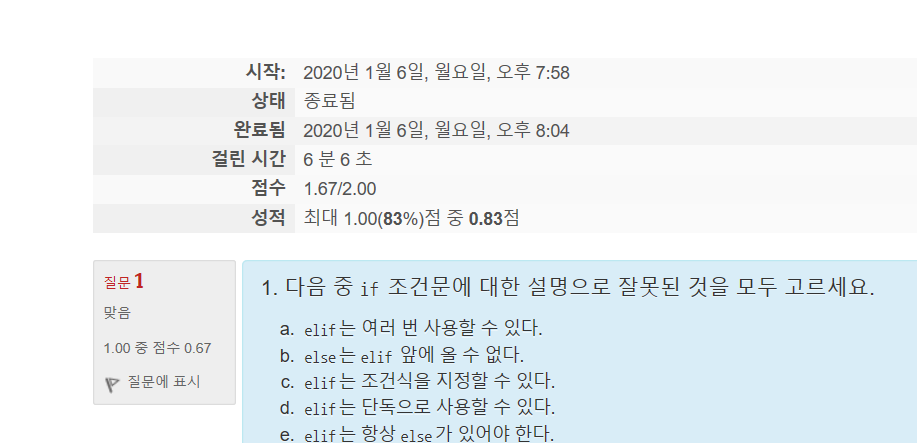 시작: 2020년 1월 6일, 월요일, 오후 7:58
상태 종료됨
완료됨 2020년 1월 6일, 월요일, 오후 8:04
걸린 시간 6 분 6 초
점수 1.67/2.00
성적 최대 1.00(83%)점 중 0.83점
질문 1
맞음
1.00 중 점수 0.67
질문에 표시
1. 다음 중 if 조건문에 대한 설명으로 잘못된 것을 모두 고르세요.
a. elif는 여러 번 사용할 수 있다.
b. else는 elif 앞에 올 수 없다.
c. elif는 조건식을 지정할 수 있다.
d. elif는 단독으로 사용할 수 있다.
e. elif는 항상 else가 있어야 한다.